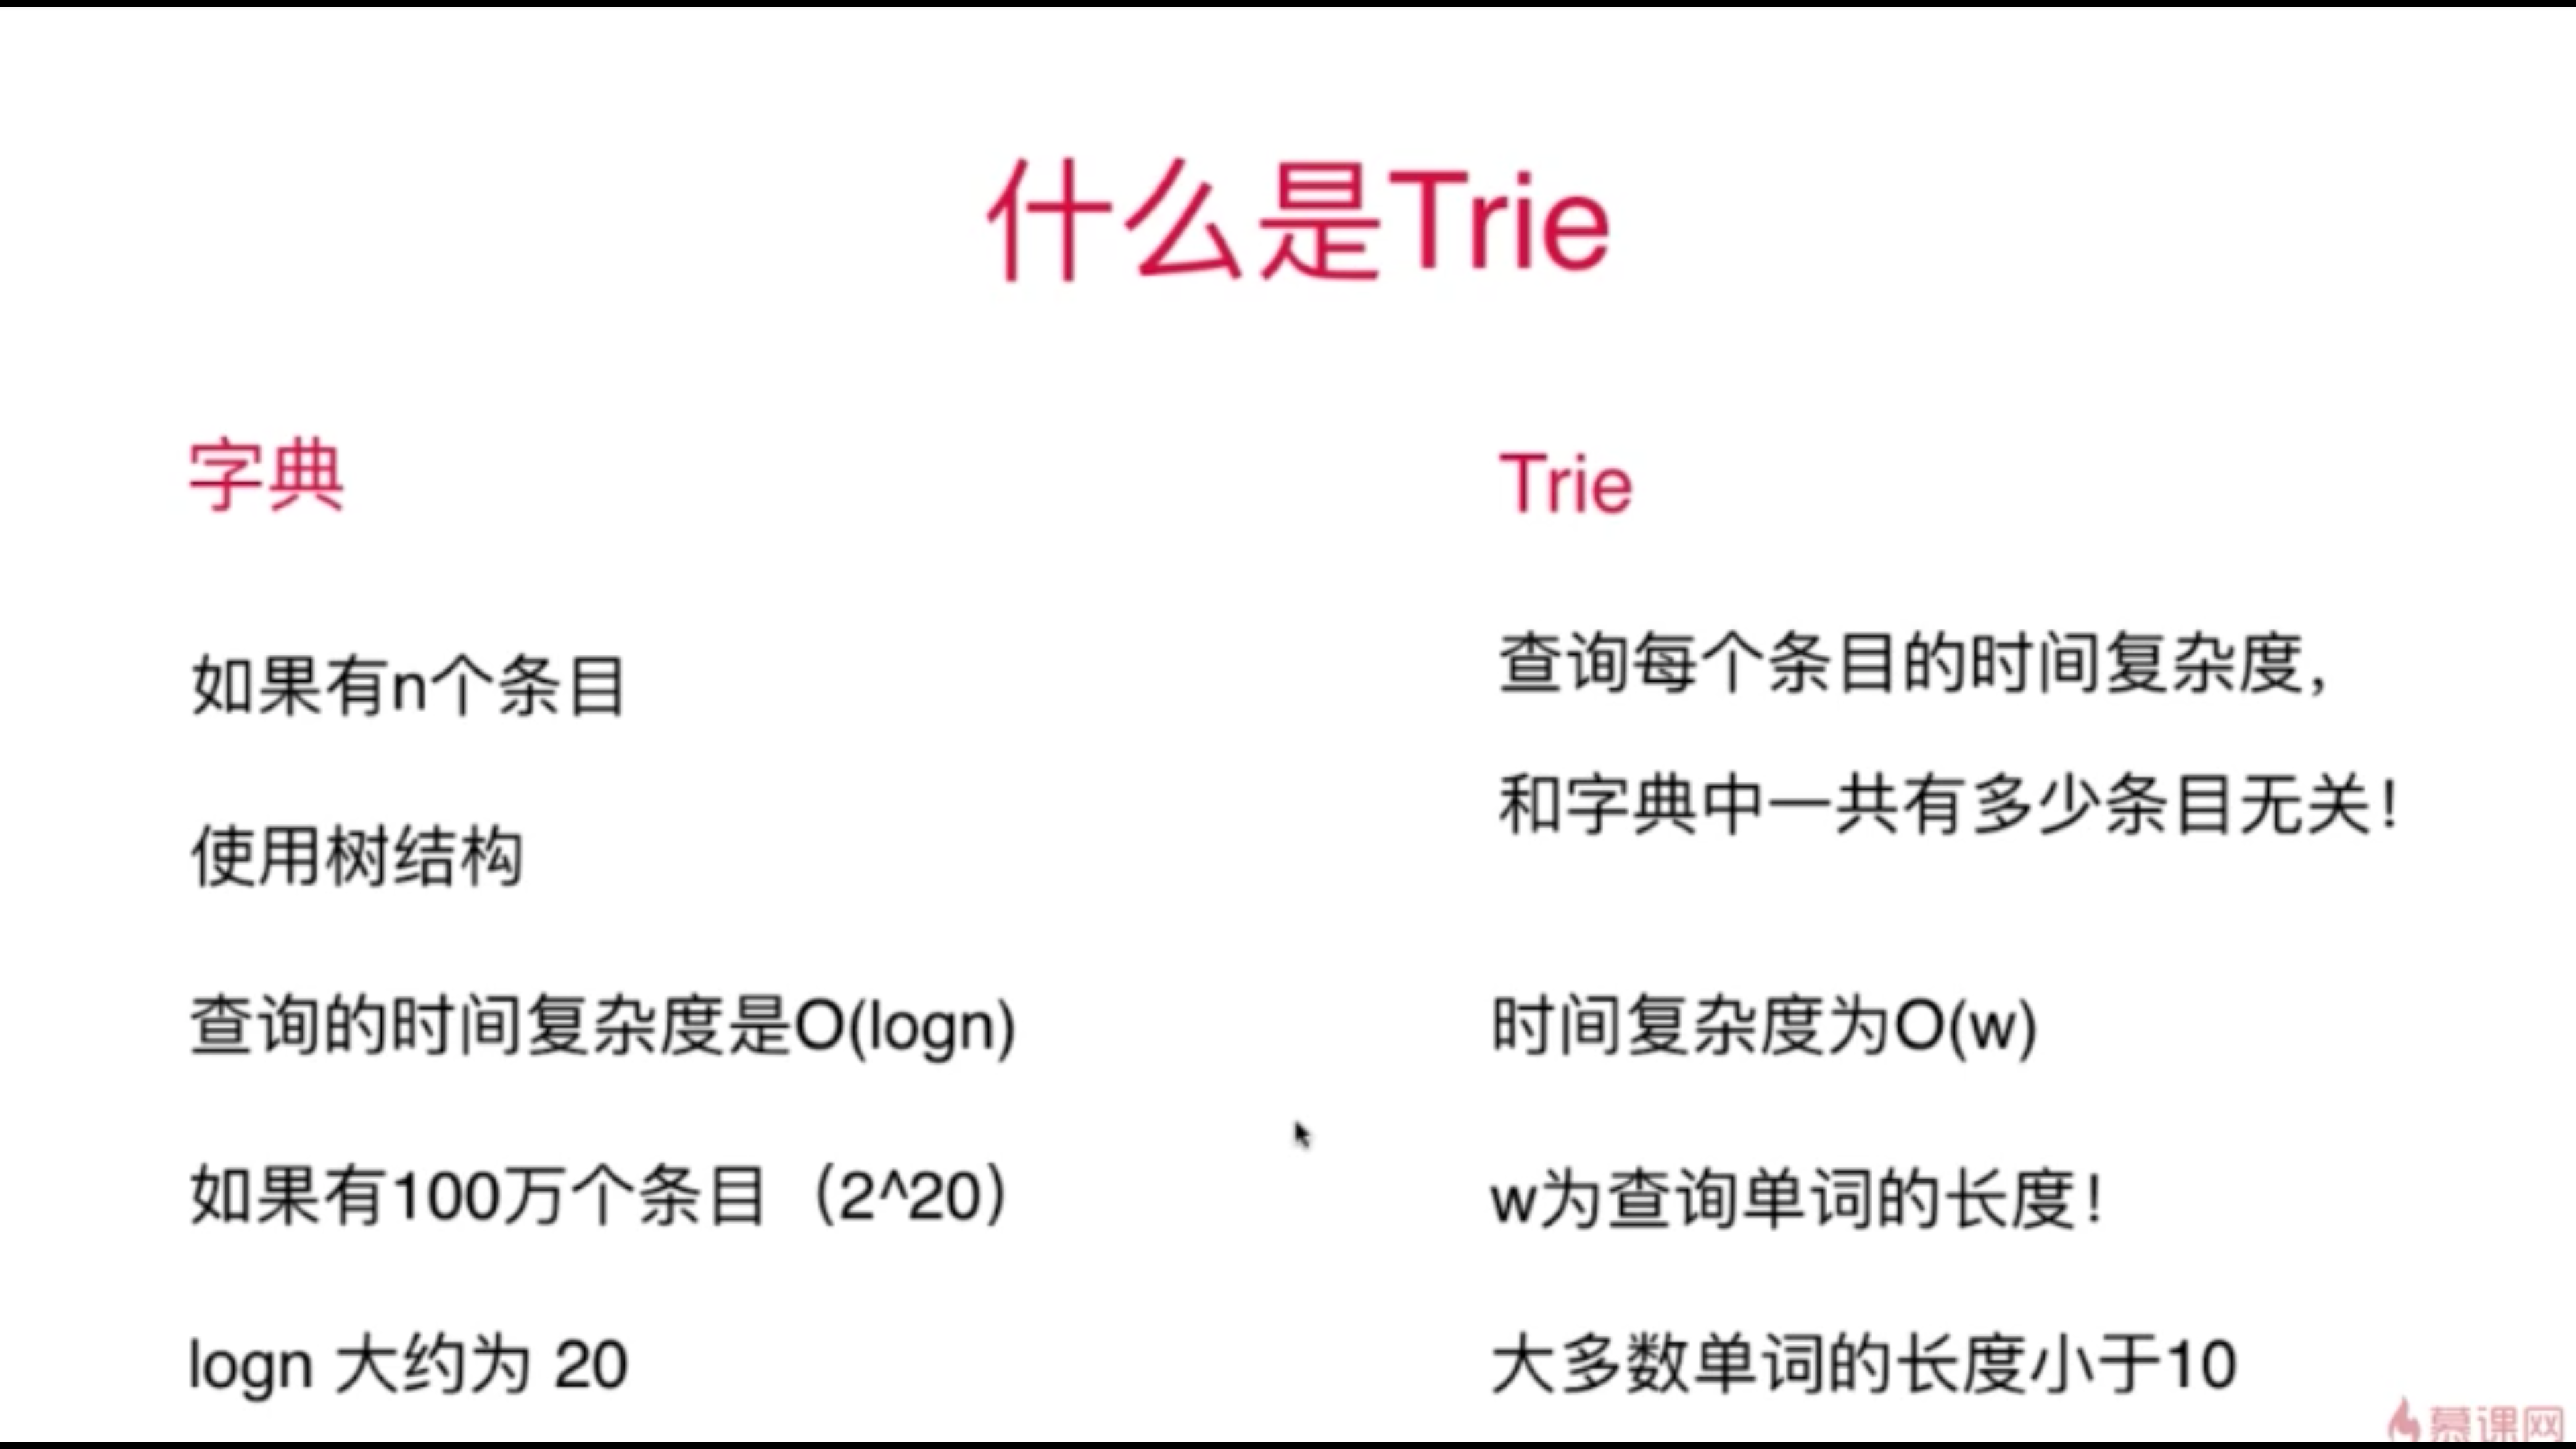 什么是Trie
字典
如果有n个条目
使用树结构
查询的时间复杂度是O(logn)
如果有100万个条目（2^20）
logn 大约为 20
Trie
查询每个条目的时间复杂度，
和字典中一共有多少条目无关！
时间复杂度为O(w)
w为查询单词的长度！
大多数单词的长度小于10
慕课网